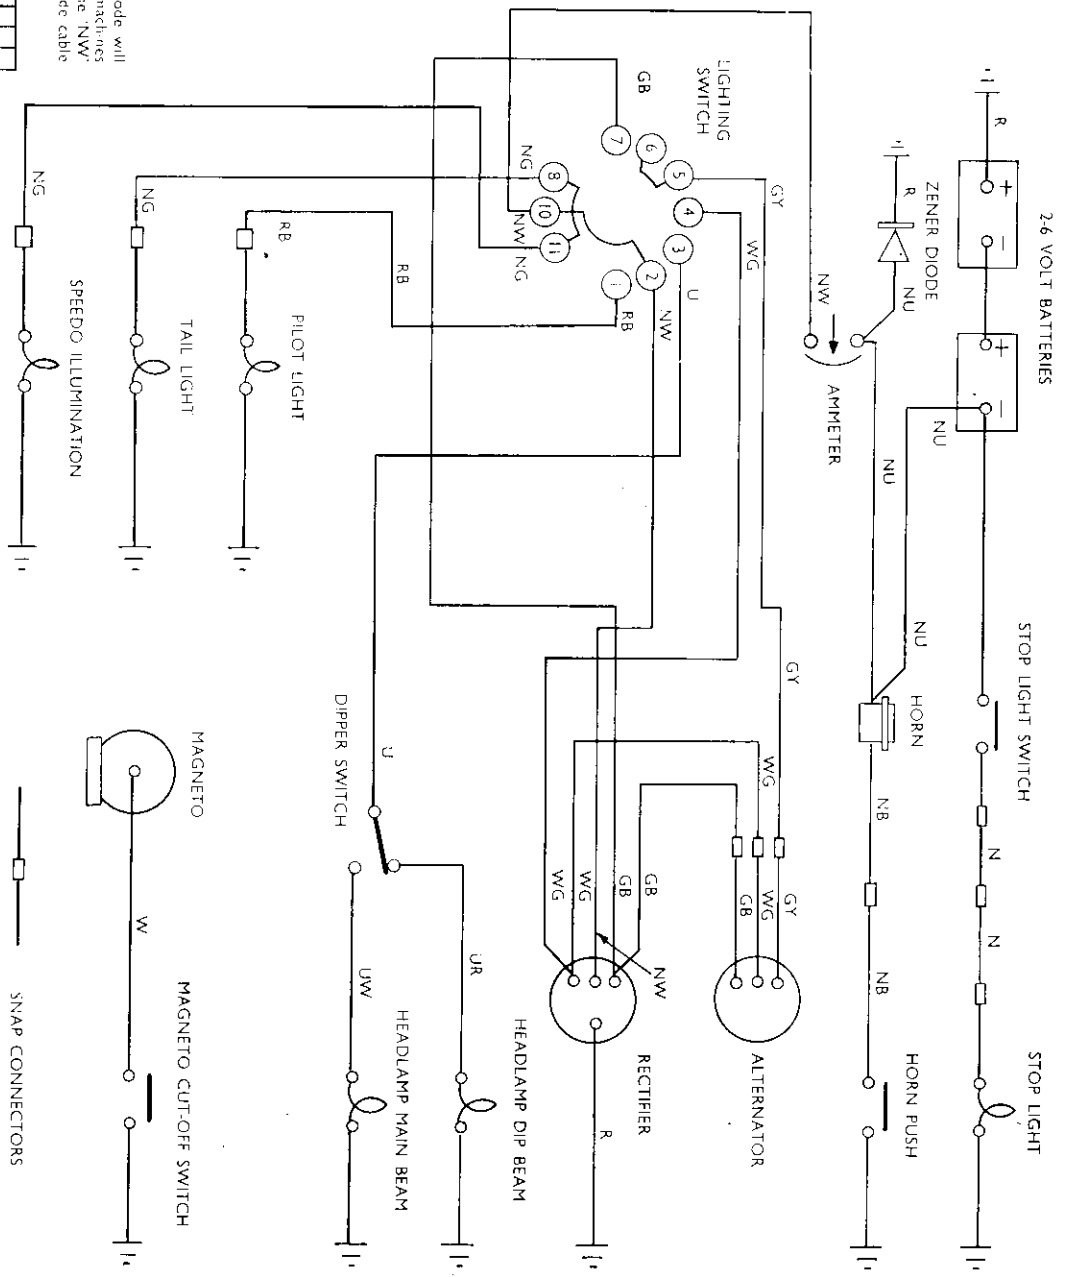 2-6 VOLT BATTERIES
R
+
−
+
−
NU
STOP LIGHT SWITCH
N
N
STOP LIGHT
ZENER DIODE
R
NU
NW
AMMETER
NU
NU
HORN
NB
NB
HORN PUSH
LIGHTING
SWITCH
GB
GY
WG
U
NW
RB
7
6
5
4
3
2
1
8
10
11
NG
NW
NG
GY
WG
GY
WG
GB
ALTERNATOR
GB
GB
WG
WG
NW
RECTIFIER
R
RB
RB
PILOT LIGHT
NG
TAIL LIGHT
NG
SPEEDO ILLUMINATION
DIPPER SWITCH
U
UR
HEADLAMP DIP BEAM
UW
HEADLAMP MAIN BEAM
MAGNETO
W
MAGNETO CUT-OFF SWITCH
SNAP CONNECTORS
will
'NW'
cable